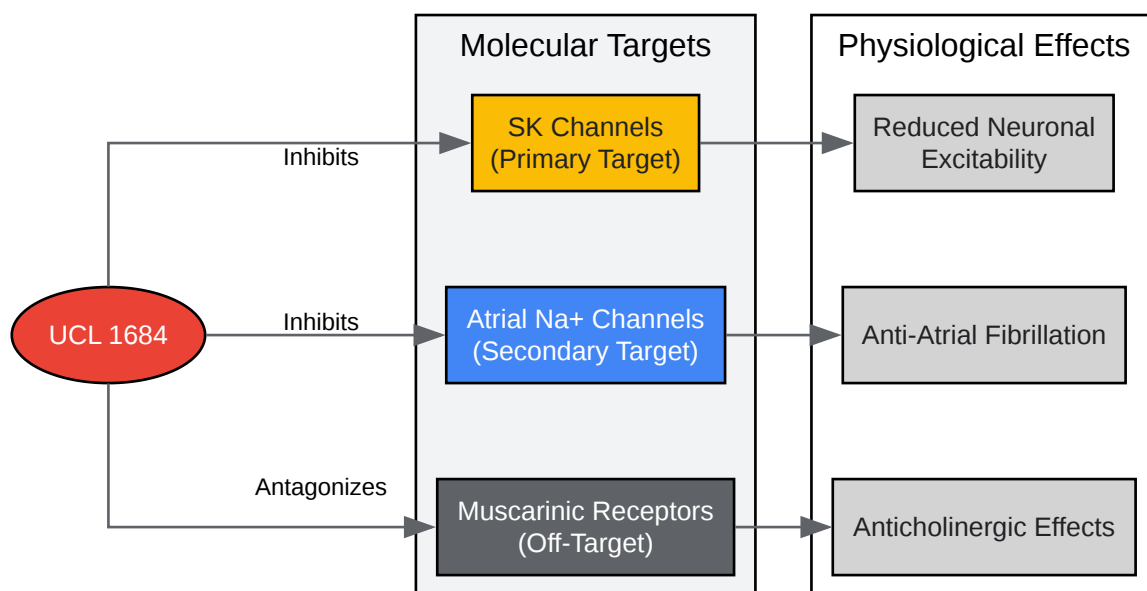 Molecular Targets
Physiological Effects
SK Channels
(Primary Target)
Reduced Neuronal
Excitability
Inhibits
UCL 1684
Inhibits
Atrial Na+ Channels
(Secondary Target)
Anti-Atrial Fibrillation
Antagonizes
Muscarinic Receptors
(Off-Target)
Anticholinergic Effects